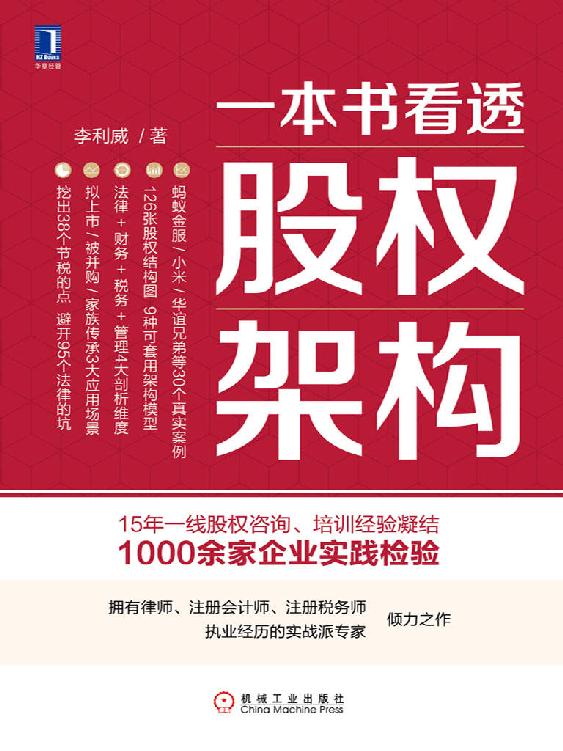 HZ Books
华章经管
一本书看透
股权
架构
李利威 / 著
蚂蚁金服/小米/华谊兄弟等30个真实案例
126张股权结构图 9种可套用架构模型
法律+财务+税务+管理4大剖析维度
拟上市/被并购/家族传承3大应用场景
挖出38个节税的点 避开95个法律的坑
15年一线股权咨询、培训经验凝结
1000余家企业实践检验
拥有律师、注册会计师、注册税务师
执业经历的实战派专家 倾力之作
机械工业出版社
China Machine Press